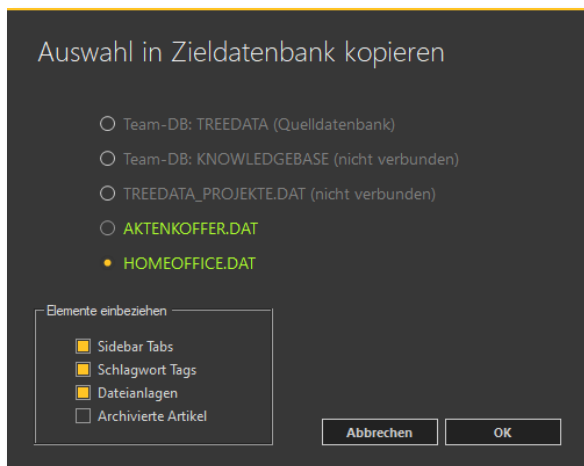 Auswahl in Zieldatenbank kopieren
Team-DB: TREEDATA (Quelldatenbank)
Team-DB: KNOWLEDGEBASE (nicht verbunden)
TREEDATA_PROJEKTE.DAT (nicht verbunden)
AKTENKOFFER.DAT
HOMEOFFICE.DAT
Elemente einbeziehen
Sidebar Tabs
Schlagwort Tags
Dateianlagen
Archivierte Artikel
Abbrechen
OK